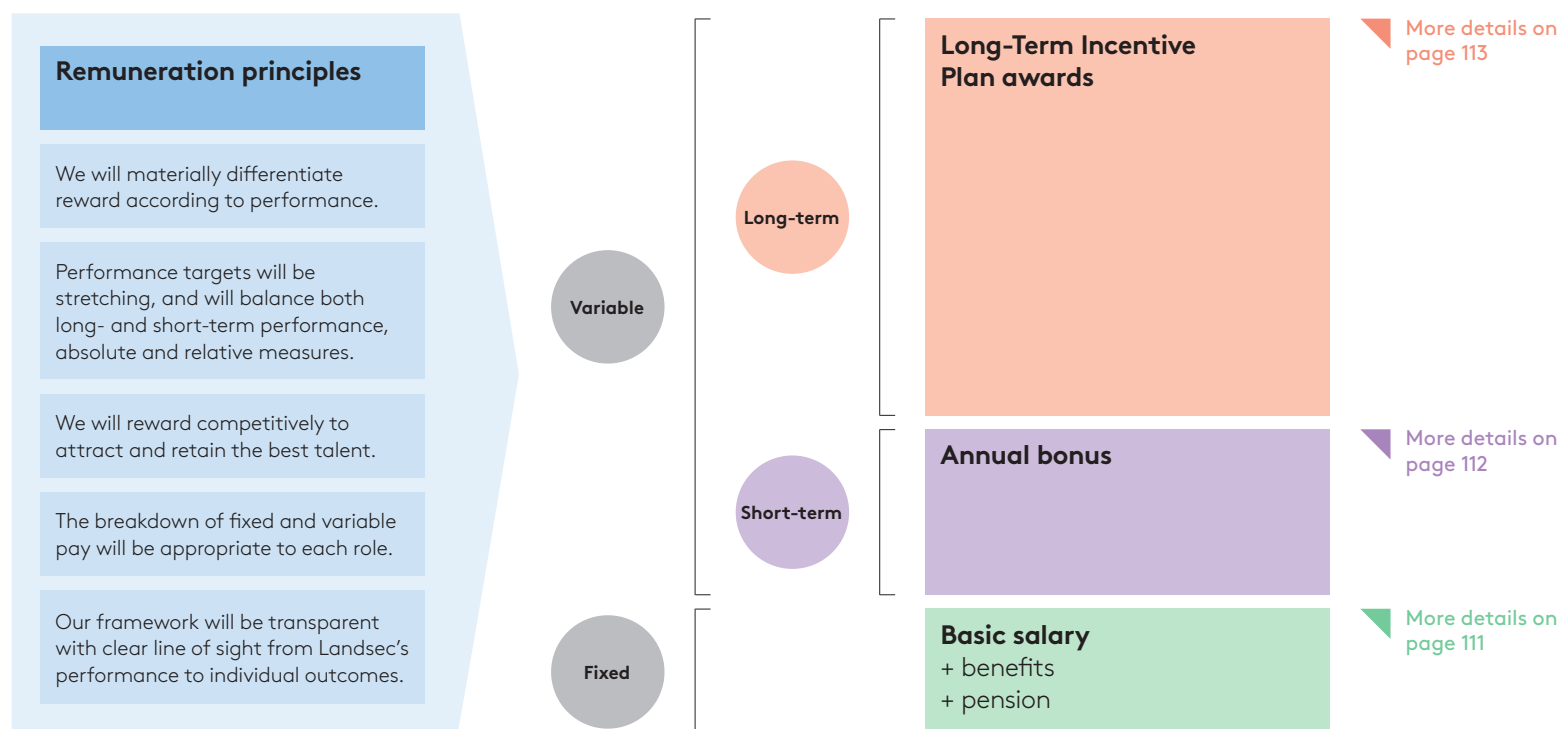 Remuneration principles
We will materially differentiate
reward according to performance.
Performance targets will be
stretching, and will balance both
long- and short-term performance,
absolute and relative measures.
We will reward competitively to
attract and retain the best talent.
The breakdown of fixed and variable
pay will be appropriate to each role.
Our framework will be transparent
with clear line of sight from Landsec’s
performance to individual outcomes.
Variable
Fixed
Long-term
Short-term
Long-Term Incentive
Plan awards
More details on
page 113
Annual bonus
More details on
page 112
Basic salary
+ benefits
+ pension
More details on
page 111